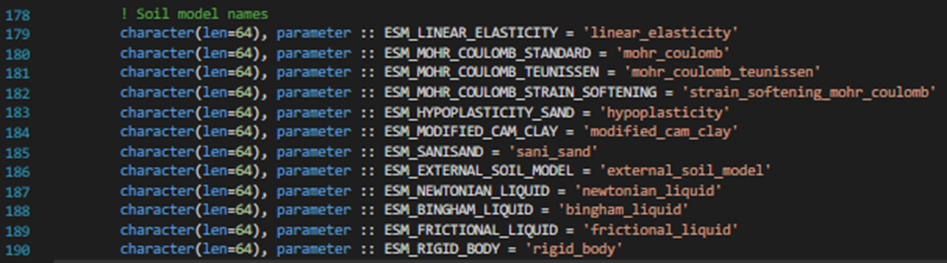 178 ! Soil model names
179 character(len=64), parameter :: ESM_LINEAR_ELASTICITY = 'linear_elasticity'
180 character(len=64), parameter :: ESM_MOHR_COULOMB_STANDARD = 'mohr_coulomb'
181 character(len=64), parameter :: ESM_MOHR_COULOMB_TEUNISSEN = 'mohr_coulomb_teunissen'
182 character(len=64), parameter :: ESM_MOHR_COULOMB_STRAIN_SOFTENING = 'strain_softening_mohr_coulomb'
183 character(len=64), parameter :: ESM_HYPOPLASTICITY_SAND = 'hypoplasticity'
184 character(len=64), parameter :: ESM_MODIFIED_CAM_CLAY = 'modified_cam_clay'
185 character(len=64), parameter :: ESM_SANISAND = 'sani_sand'
186 character(len=64), parameter :: ESM_EXTERNAL_SOIL_MODEL = 'external_soil_model'
187 character(len=64), parameter :: ESM_NEWTONIAN_LIQUID = 'newtonian_liquid'
188 character(len=64), parameter :: ESM_BINGHAM_LIQUID = 'bingham_liquid'
189 character(len=64), parameter :: ESM_FRICTIONAL_LIQUID = 'frictional_liquid'
190 character(len=64), parameter :: ESM_RIGID_BODY = 'rigid_body'